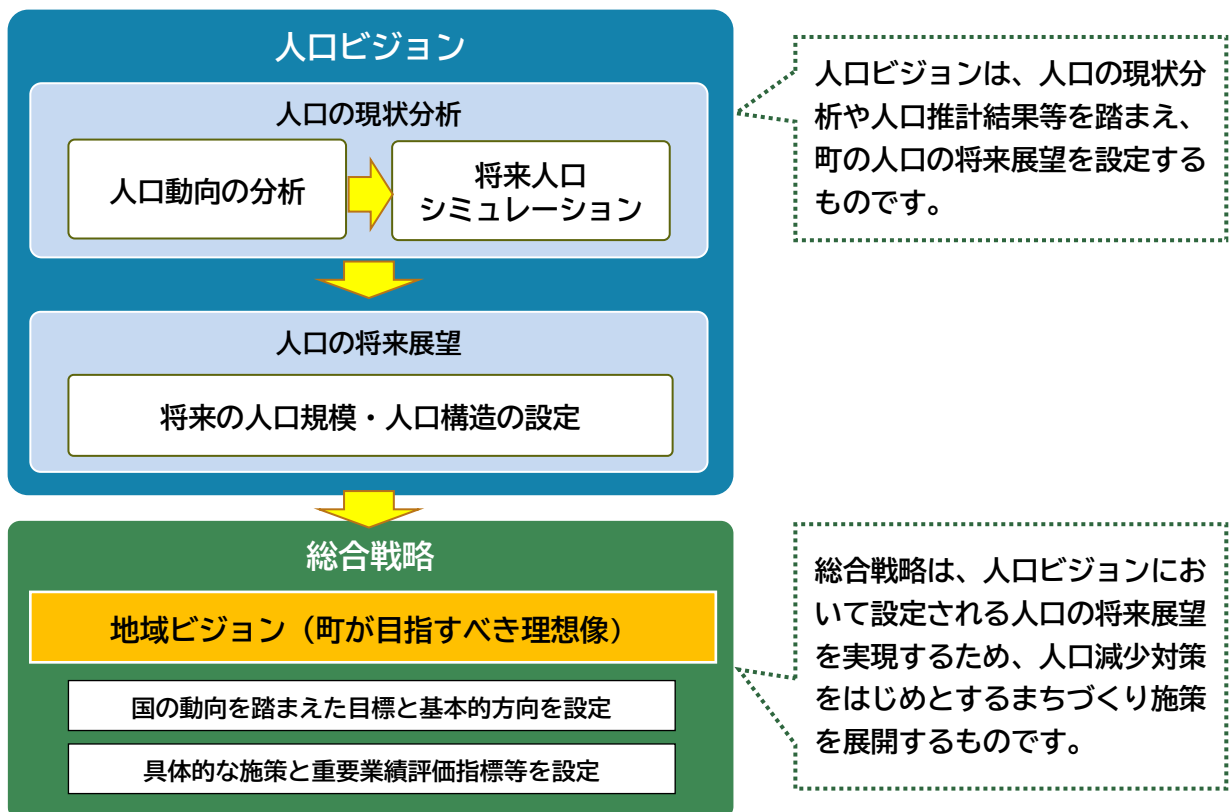 人口ビジョン
人口の現状分析
人口動向の分析
将来人口
シミュレーション
人口の将来展望
将来の人口規模・人口構造の設定
人口ビジョンは、人口の現状分
析や人口推計結果等を踏まえ、
町の人口の将来展望を設定する
ものです。
総合戦略
地域ビジョン（町が目指すべき理想像）
国の動向を踏まえた目標と基本的方向を設定
具体的な施策と重要業績評価指標等を設定
総合戦略は、人口ビジョンにお
いて設定される人口の将来展望
を実現するため、人口減少対策
をはじめとするまちづくり施策
を展開するものです。